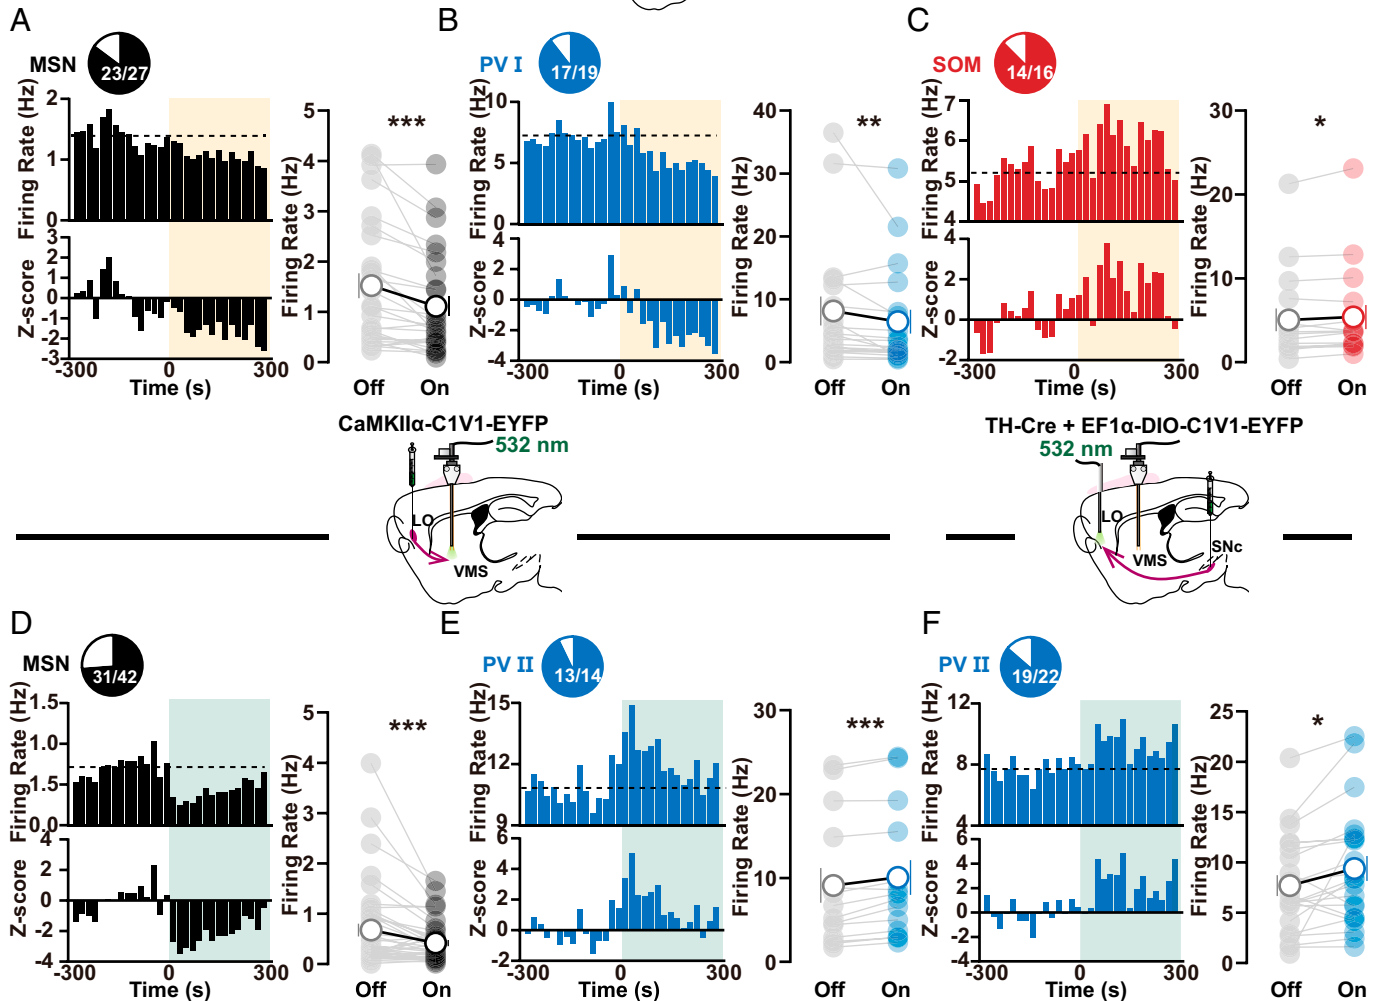 A
MSN
23/27
Firing Rate (Hz)
2
1
0
Z-score
3
2
1
0
-1
-2
-3
-300
0
300
Time (s)
Firing Rate (Hz)
5
4
3
2
1
0
***
Off
On
B
PV I
17/19
Firing Rate (Hz)
10
5
0
Z-score
4
2
0
-2
-4
-300
0
300
Time (s)
Firing Rate (Hz)
40
30
20
10
0
**
Off
On
C
SOM
14/16
Firing Rate (Hz)
7
6
5
4
Z-score
4
2
0
-2
-300
0
300
Time (s)
Firing Rate (Hz)
30
20
10
0
*
Off
On
CaMKIIα-C1V1-EYFP
532 nm
LO
VMS
TH-Cre + EF1α-DIO-C1V1-EYFP
532 nm
LO
VMS
SNc
D
MSN
31/42
Firing Rate (Hz)
1.5
1.0
1.5
0.0
Z-score
4
2
0
-2
-4
-300
0
300
Time (s)
Firing Rate (Hz)
5
4
3
2
1
0
***
Off
On
E
PV II
13/14
Firing Rate (Hz)
15
12
9
Z-score
6
4
2
0
-2
-300
0
300
Time (s)
Firing Rate (Hz)
30
20
10
0
***
Off
On
F
PV II
19/22
Firing Rate (Hz)
12
8
4
Z-score
6
4
2
0
-2
-4
-300
0
300
Time (s)
Firing Rate (Hz)
25
20
15
10
5
0
*
Off
On